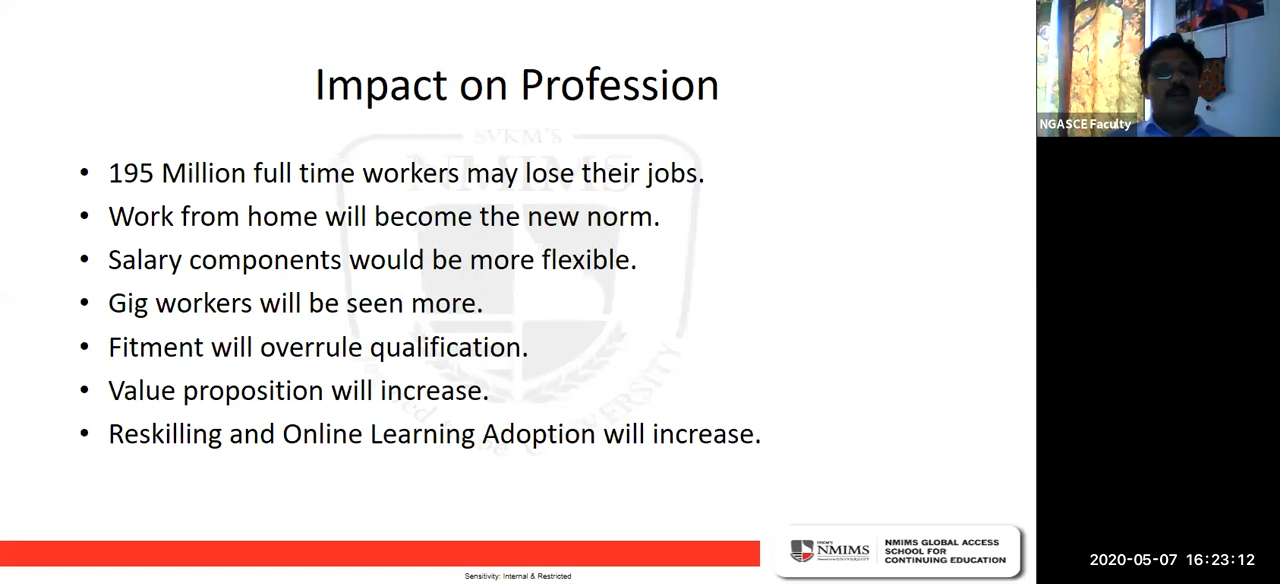 Impact on Profession
SVKM'S
NMIMS
• 195 Million full time workers may lose their jobs.
• Work from home will become the new norm.
• Salary components would be more flexible.
• Gig workers will be seen more.
• Fitment will overrule qualification.
• Value proposition will increase.
• Reskilling and Online Learning Adoption will increase.
UNIVERSITY
NMIMS
NMIMS GLOBAL ACCESS
SCHOOL FOR
CONTINUING EDUCATION
Sensitivity: Internal & Restricted
NGASCE Faculty
2020-05-07 16:23:12